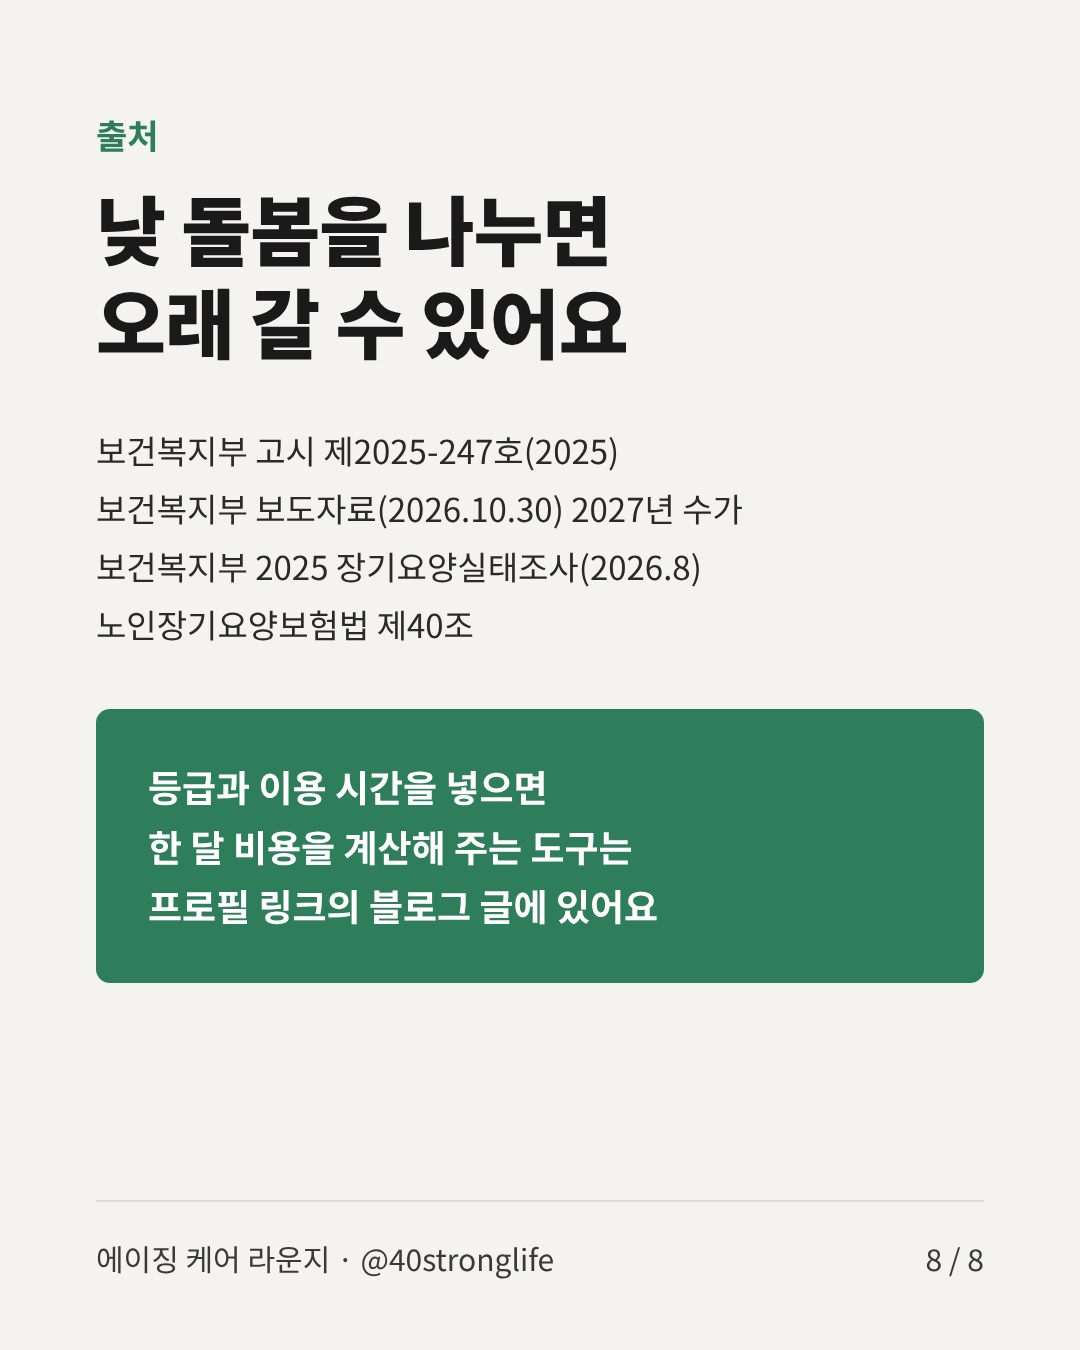 출처
낮 돌봄을 나누면
오래 갈 수 있어요
보건복지부 고시 제2025-247호(2025)
보건복지부 보도자료(2026.10.30) 2027년 수가
보건복지부 2025 장기요양실태조사(2026.8)
노인장기요양보험법 제40조
등급과 이용 시간을 넣으면
한 달 비용을 계산해 주는 도구는
프로필 링크의 블로그 글에 있어요
에이징 케어 라운지 · @40stronglife
8 / 8